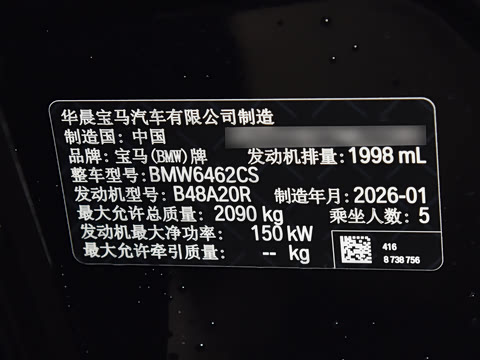 华晨宝马汽车有限公司制造
制造国: 中国
品牌: 宝马(BMW)牌 发动机排量: 1998 mL
整车型号: BMW6462CS
发动机型号: B48A20R 制造年月: 2026-01
最大允许总质量: 2090 kg 乘坐人数: 5
发动机最大净功率: 150 kW
最大允许牵引质量: -- kg
416
8 738 756